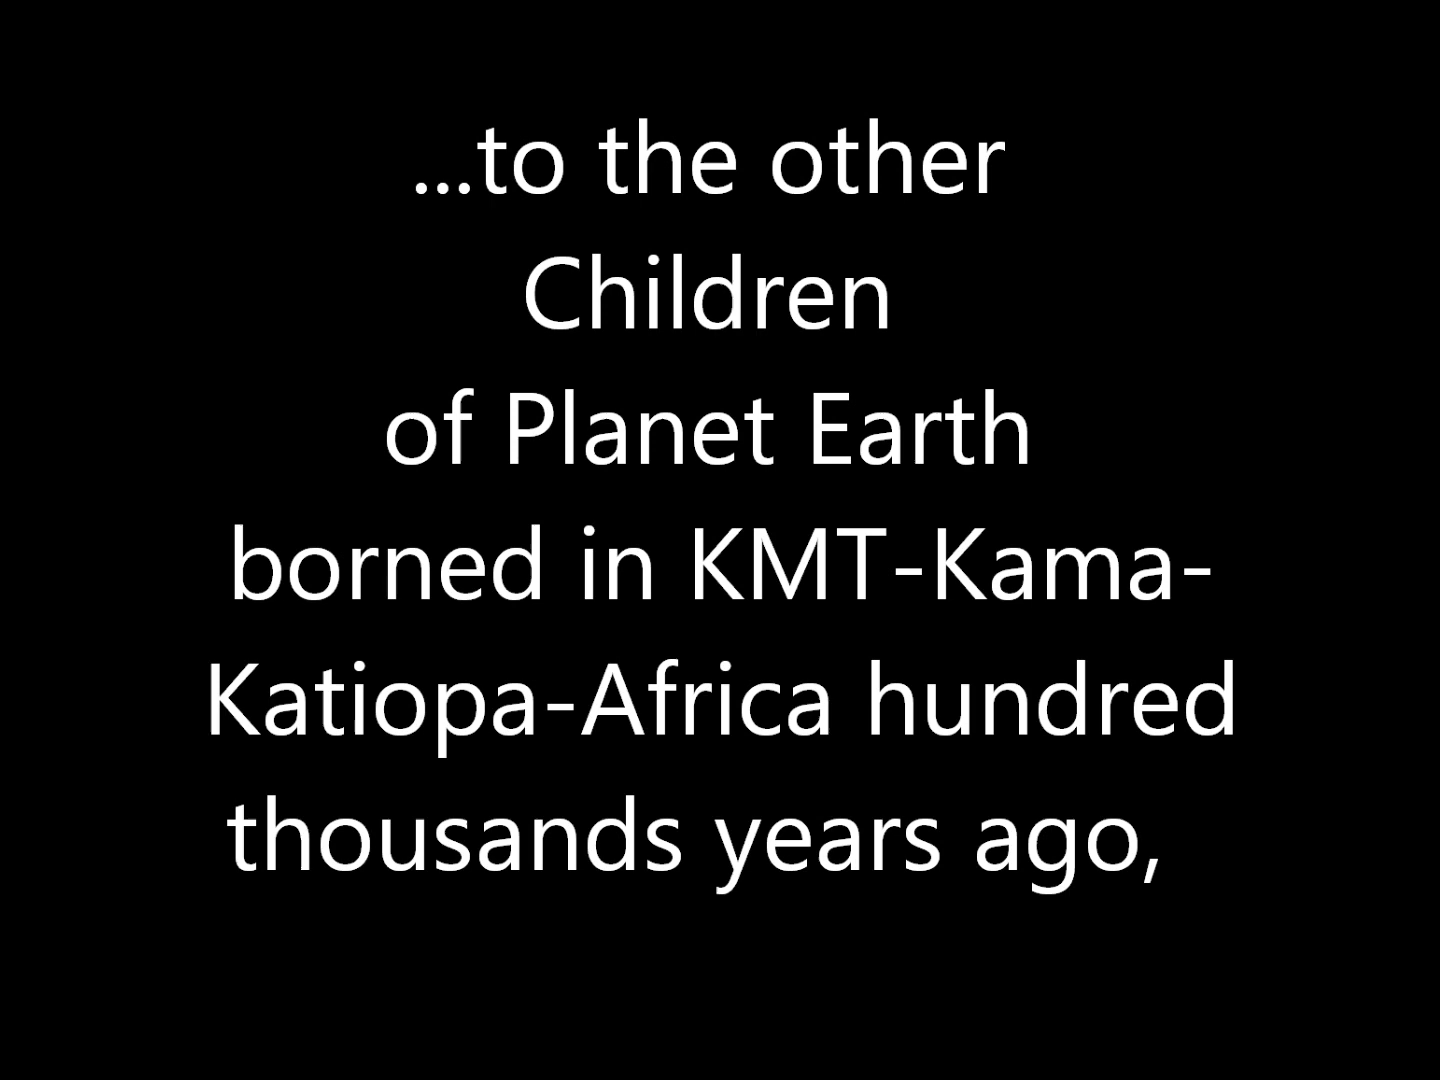 ...to the other
Children
of Planet Earth
borned in KMT-Kama-
Katiopa-Africa hundred
thousands years ago,